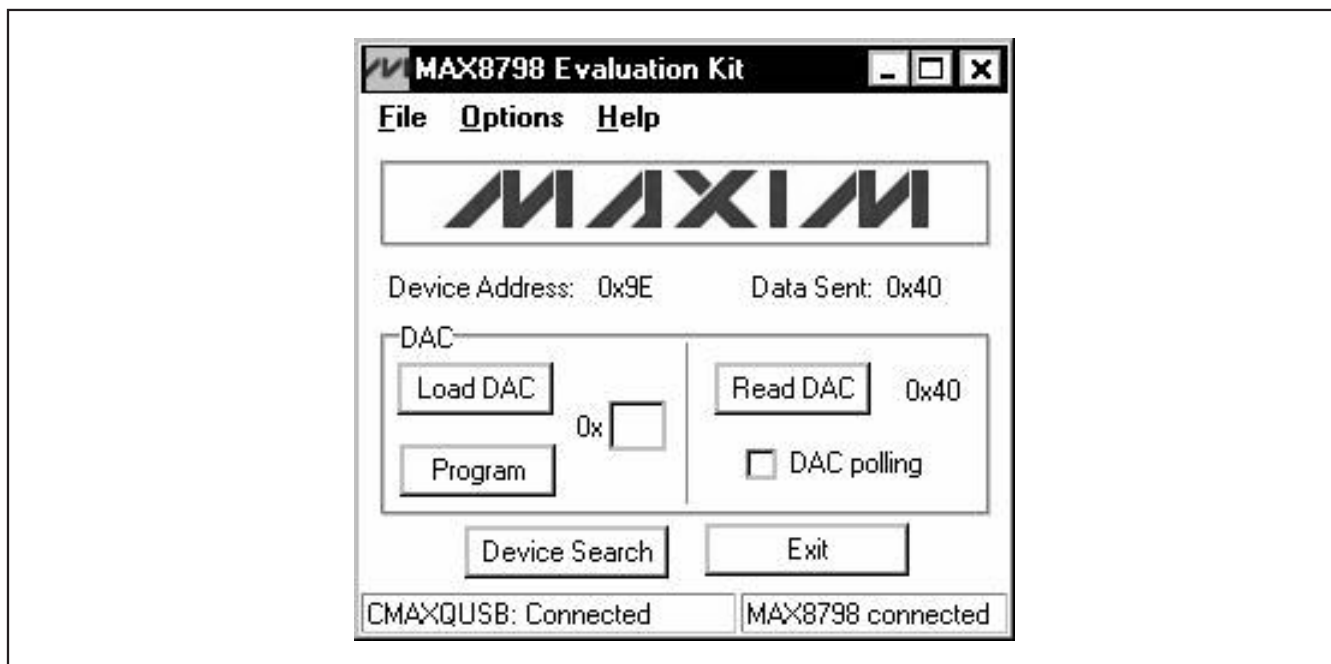 MAX8798 Evaluation Kit
File Options Help
MAXIM
Device Address: 0x9E Data Sent: 0x40
DAC
Load DAC
Program
0x
Read DAC 0x40
DAC polling
Device Search Exit
CMAXQUSB: Connected MAX8798 connected